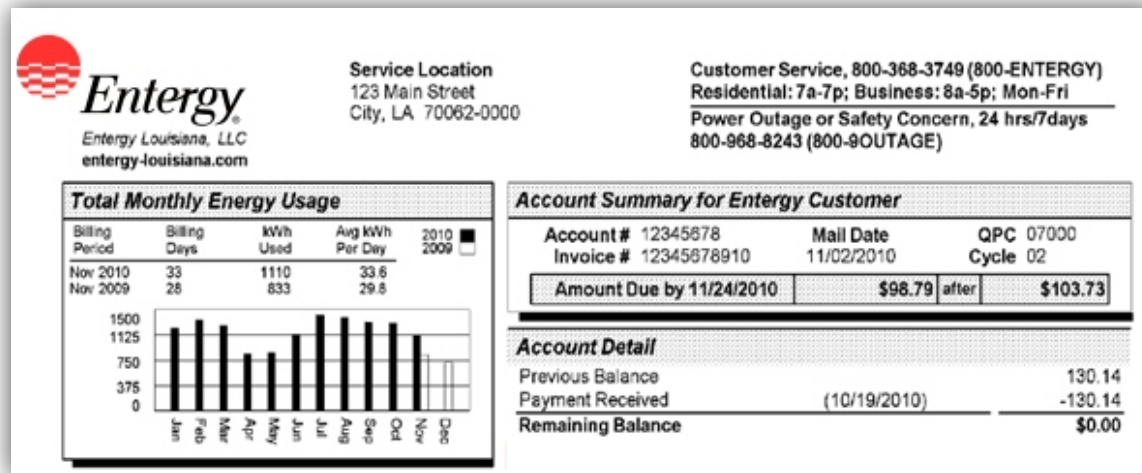 Entergy®
Entergy Louisiana, LLC
entergy-louisiana.com
Service Location
123 Main Street
City, LA 70062-0000
Customer Service, 800-368-3749 (800-ENTERGY)
Residential: 7a-7p; Business: 8a-5p; Mon-Fri
Power Outage or Safety Concern, 24 hrs/7days
800-968-8243 (800-9OUTAGE)
Total Monthly Energy Usage
Billing Billing kWh Avg kWh 2010
Period Days Used Per Day 2009
Nov 2010 33 1110 33.6
Nov 2009 28 833 29.8
1500
1125
750
375
0
Jan Feb Mar Apr May Jun Jul Aug Sep Oct Nov Dec
Account Summary for Entergy Customer
Account # 12345678 Mail Date QPC 07000
Invoice # 12345678910 11/02/2010 Cycle 02
Amount Due by 11/24/2010 $98.79 after $103.73
Account Detail
Previous Balance 130.14
Payment Received (10/19/2010) -130.14
Remaining Balance $0.00